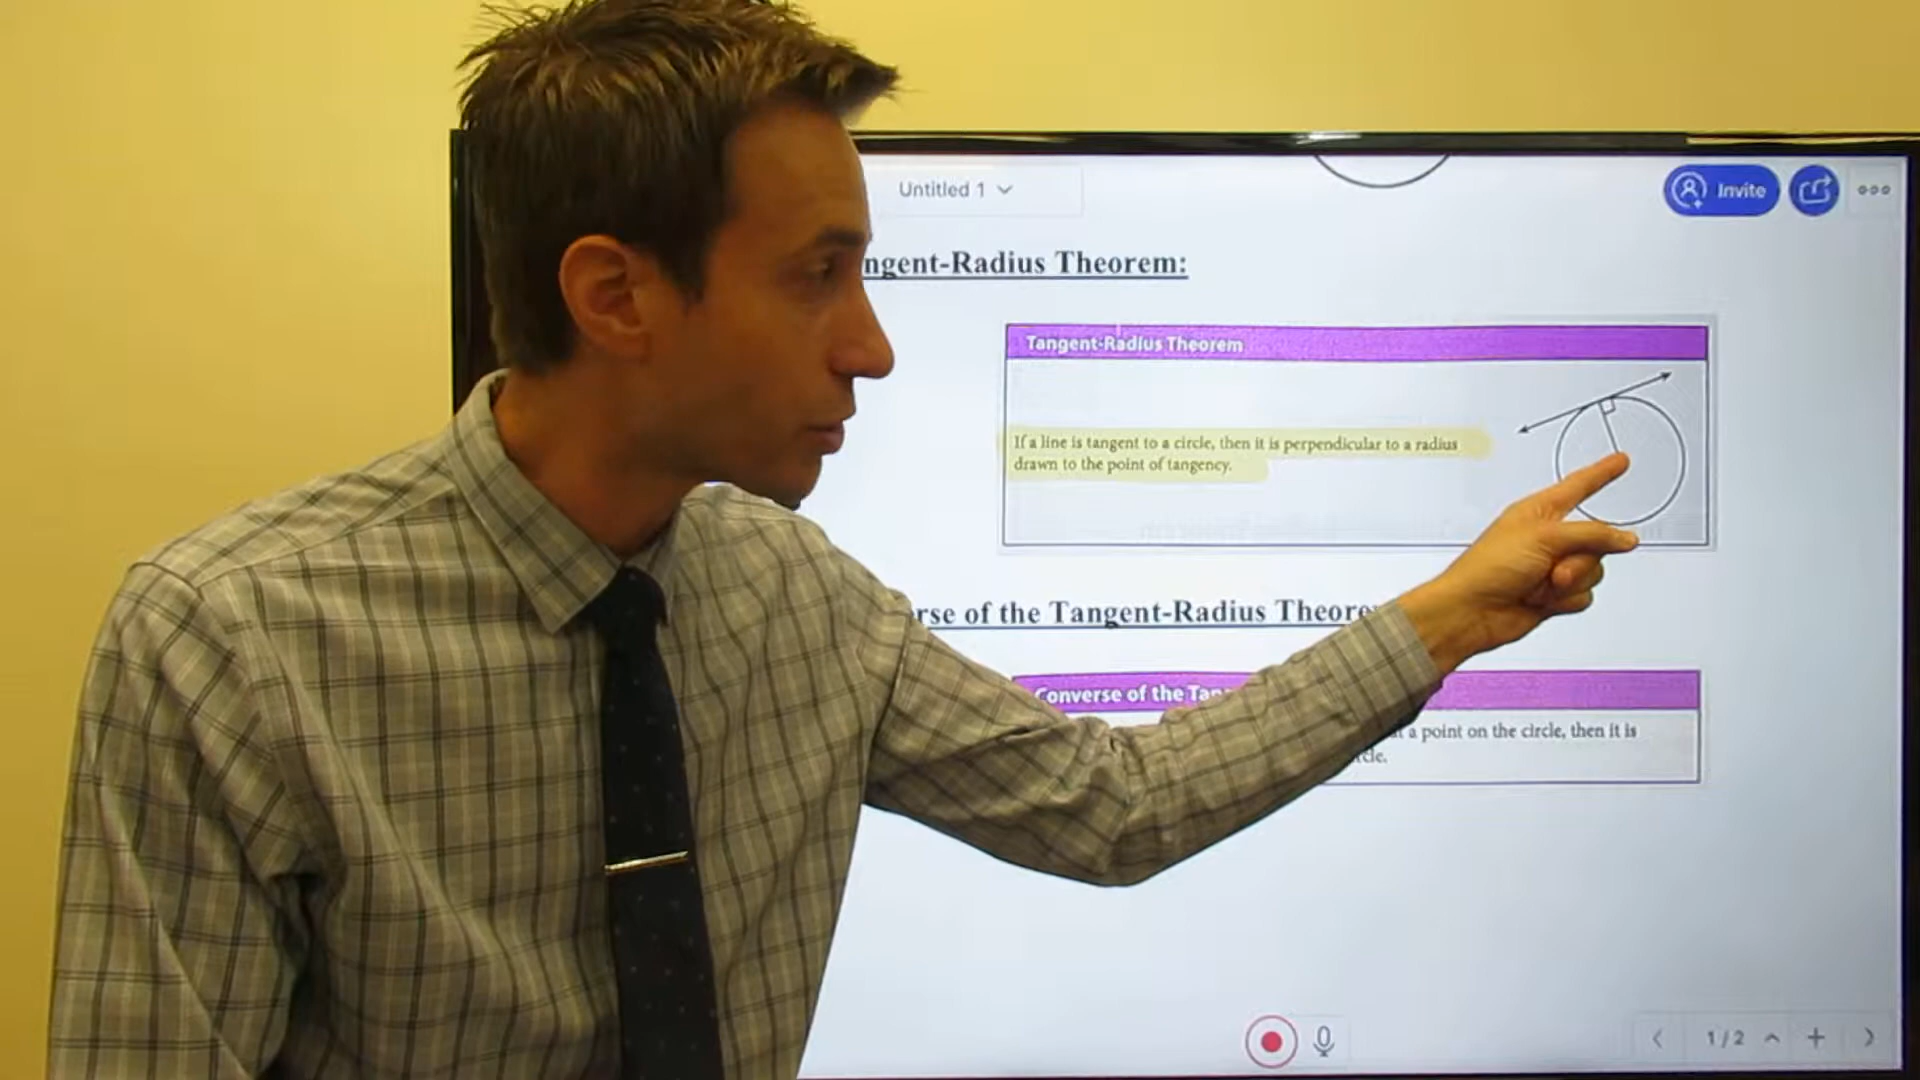 Untitled 1
Invite
ngent-Radius Theorem:
Tangent-Radius Theorem
If a line is tangent to a circle, then it is perpendicular to a radius
drawn to the point of tangency.
rse of the Tangent-Radius Theore
Converse of the Tan
a point on the circle, then it is
rcle.
1/2